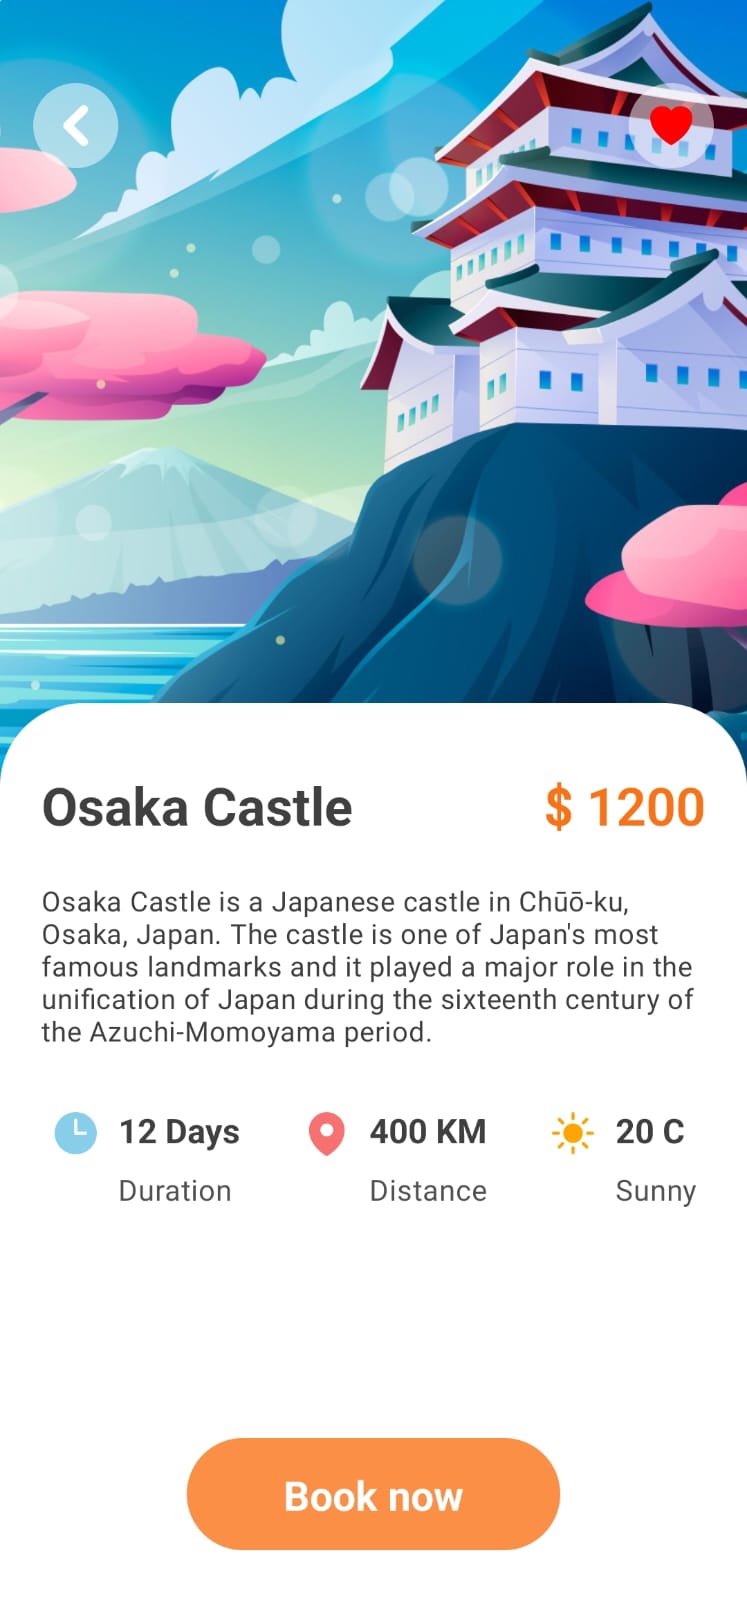 Osaka Castle
$ 1200
Osaka Castle is a Japanese castle in Chūō-ku,
Osaka, Japan. The castle is one of Japan's most
famous landmarks and it played a major role in the
unification of Japan during the sixteenth century of
the Azuchi-Momoyama period.
12 Days
Duration
400 KM
Distance
20 C
Sunny
Book now